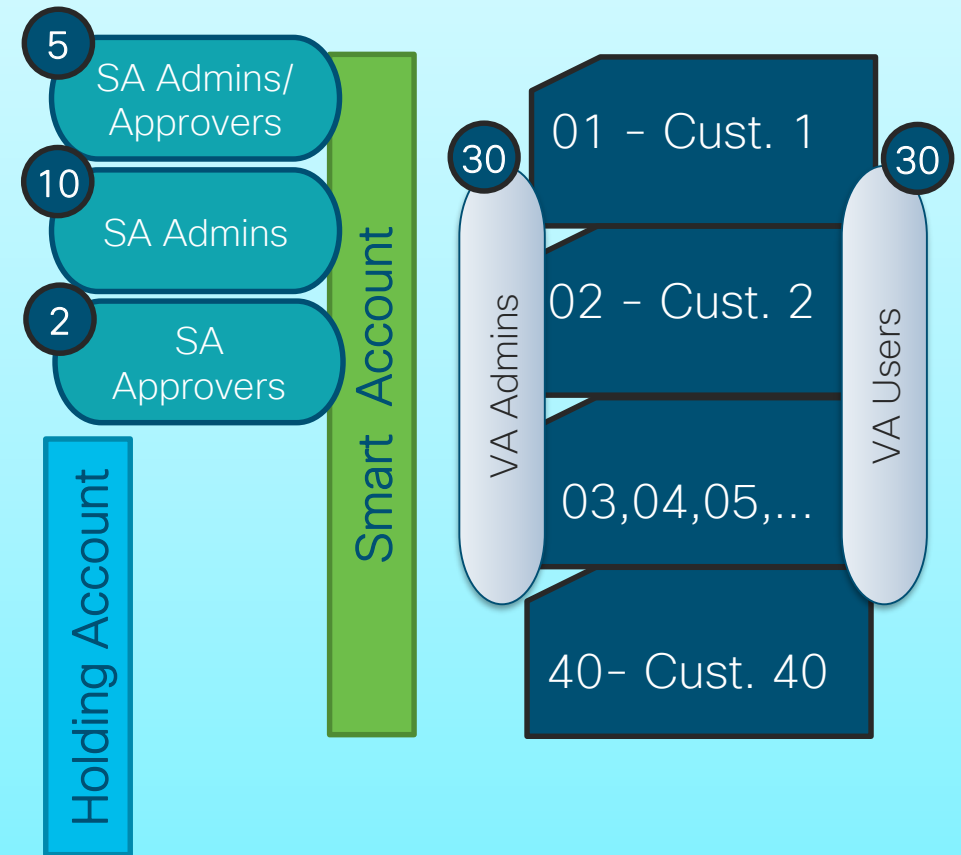 5
SA Admins/
Approvers
10
SA Admins
2
SA
Approvers
Holding Account
Smart Account
30
VA Admins
01 - Cust. 1
02 - Cust. 2
03,04,05,...
40- Cust. 40
30
VA Users